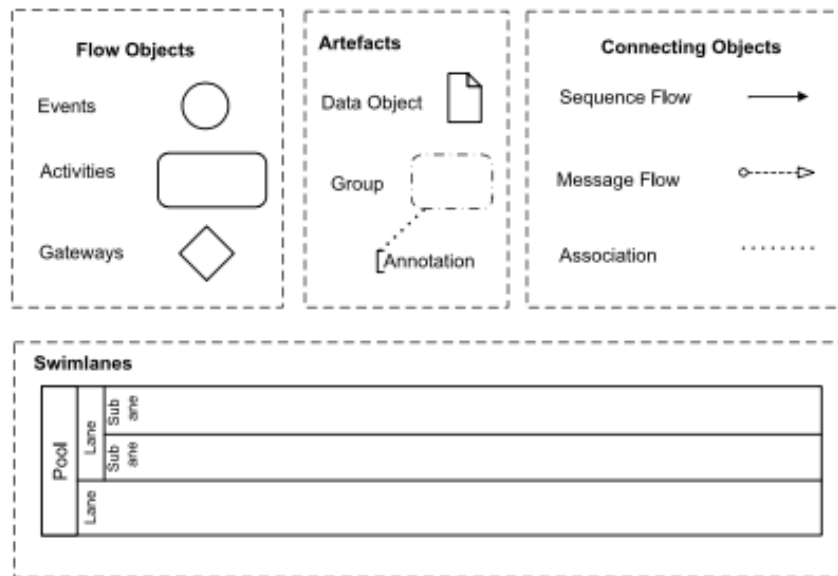 Flow Objects
Events
Activities
Gateways
Artefacts
Data Object
Group
Annotation
Connecting Objects
Sequence Flow
Message Flow
Association
Swimlanes
Pool
Lane
Sub
ane
Sub
ane
Lane